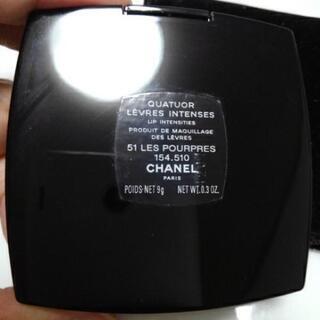 QUATUOR
LÈVRES INTENSES
LIP INTENSITIES
PRODUIT DE MAQUILLAGE
DES LÈVRES
51 LES POURPRES
154.510
CHANEL
PARIS
POIDS-NET 9g NET WT. 0.3 OZ.